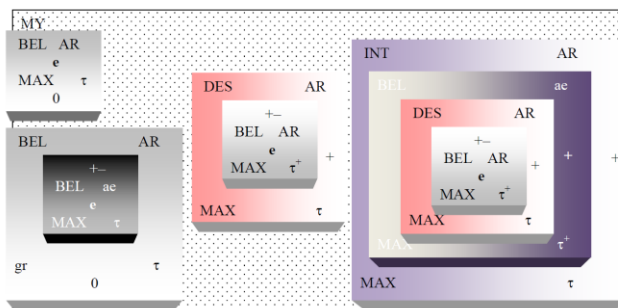 MY
BEL AR
e
MAX τ
0
BEL AR
+–
BEL ae
e
MAX τ
gr τ
0
DES AR
+–
BEL AR
e
MAX τ⁺
+
MAX τ
INT AR
BEL ae
DES AR
+–
BEL AR
e
MAX τ⁺
+
+
+
MAX τ
MAX τ⁺
MAX τ